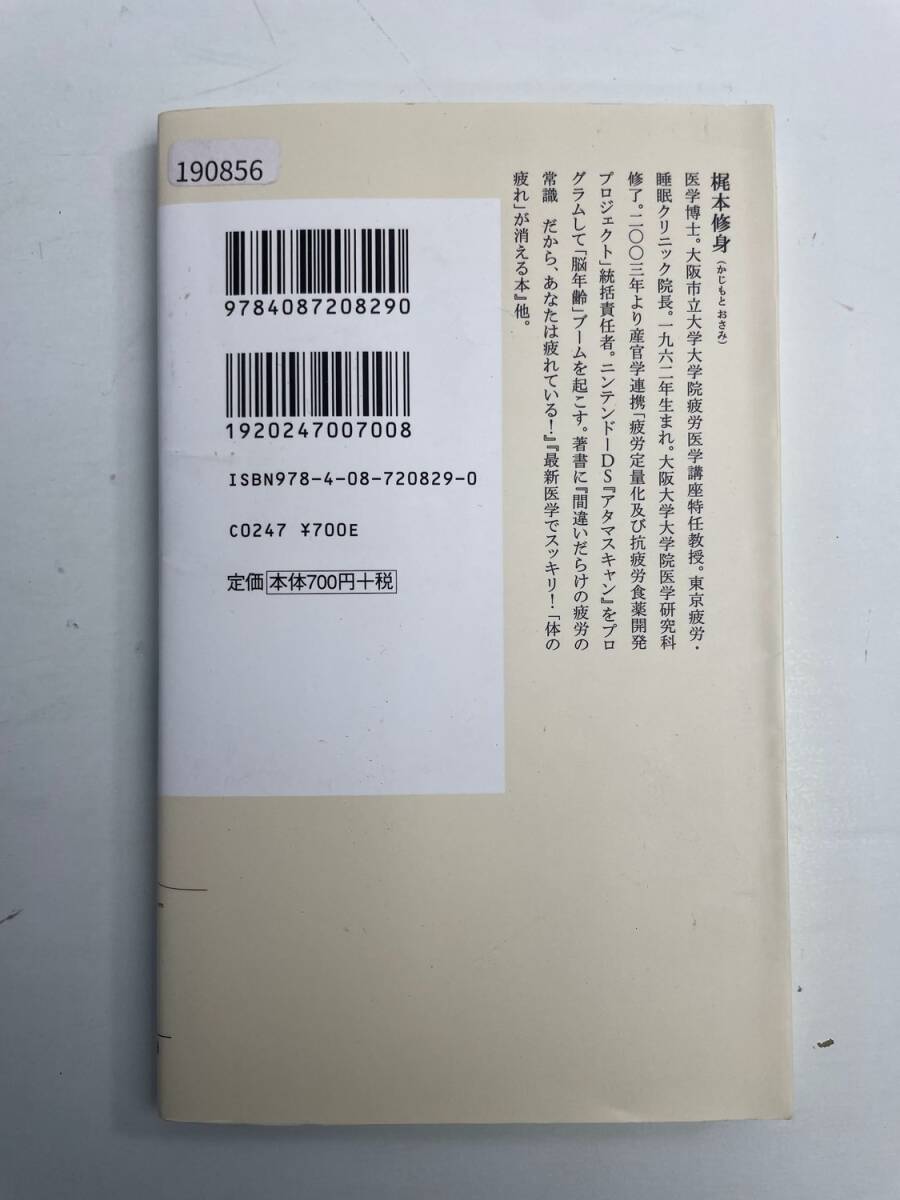 190856
9784087208290
1920247007008
ISBN978-4-08-720829-0
C0247 ¥700E
定価 本体700円+税
梶本修身(かじもと おさみ)
医学博士。大阪市立大学大学院疲労医学講座特任教授。東京疲労・
睡眠クリニック院長。一九六二年生まれ。大阪大学大学院医学研究科
修了。二〇〇三年より産官学連携「疲労定量化及び抗疲労食薬開発
プロジェクト」統括責任者。ニンテンドーDS『アタマスキャン』をプロ
グラムして「脳年齢」ブームを起こす。著書に『間違いだらけの疲労の
常識 だから、あなたは疲れている!』『最新医学でスッキリ!「体の
疲れ」が消える本』他。